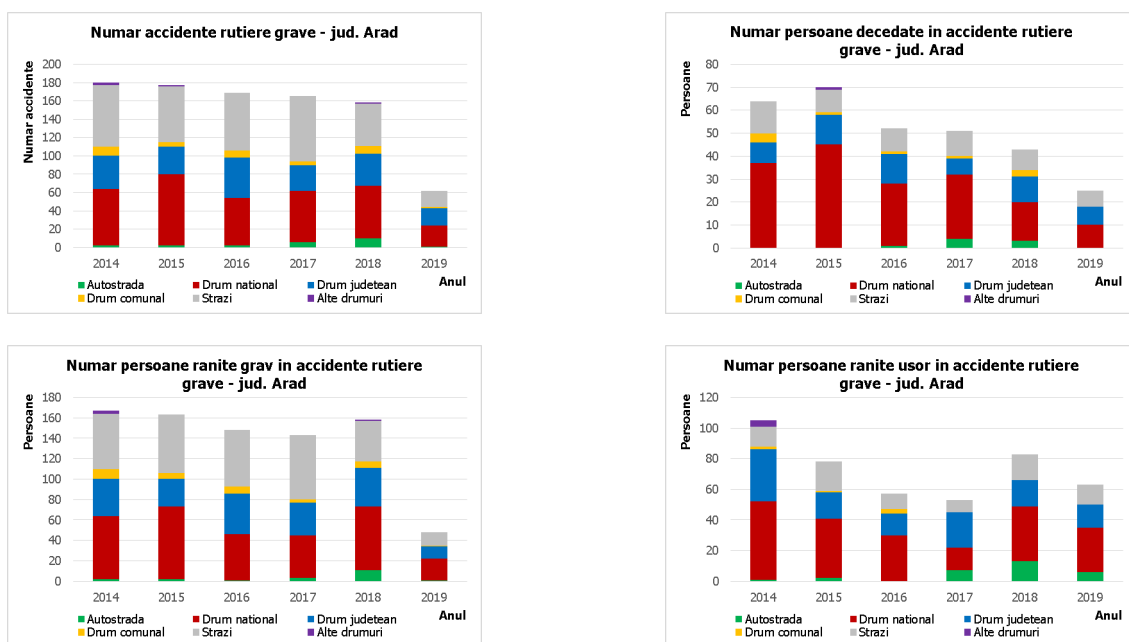 Numar accidente rutiere grave - jud. Arad
Numar accidente
200
180
160
140
120
100
80
60
40
20
0
2014 2015 2016 2017 2018 2019
Anul
Autostrada Drum national Drum judetean
Drum comunal Strazi Alte drumuri
Numar persoane decedate in accidente rutiere
grave - jud. Arad
Persoane
80
70
60
50
40
30
20
10
0
2014 2015 2016 2017 2018 2019
Anul
Autostrada Drum national Drum judetean
Drum comunal Strazi Alte drumuri
Numar persoane ranite grav in accidente rutiere
grave - jud. Arad
Persoane
180
160
140
120
100
80
60
40
20
0
2014 2015 2016 2017 2018 2019
Anul
Autostrada Drum national Drum judetean
Drum comunal Strazi Alte drumuri
Numar persoane ranite usor in accidente rutiere
grave - jud. Arad
Persoane
120
100
80
60
40
20
0
2014 2015 2016 2017 2018 2019
Anul
Autostrada Drum national Drum judetean
Drum comunal Strazi Alte drumuri